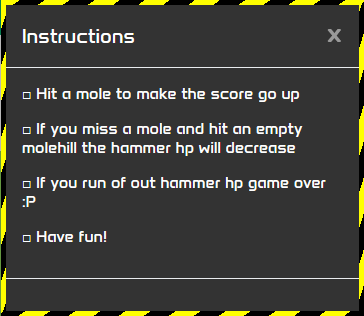 Instructions x
□ Hit a mole to make the score go up
□ If you miss a mole and hit an empty
molehill the hammer hp will decrease
□ If you run of out hammer hp game over
:P
□ Have fun!